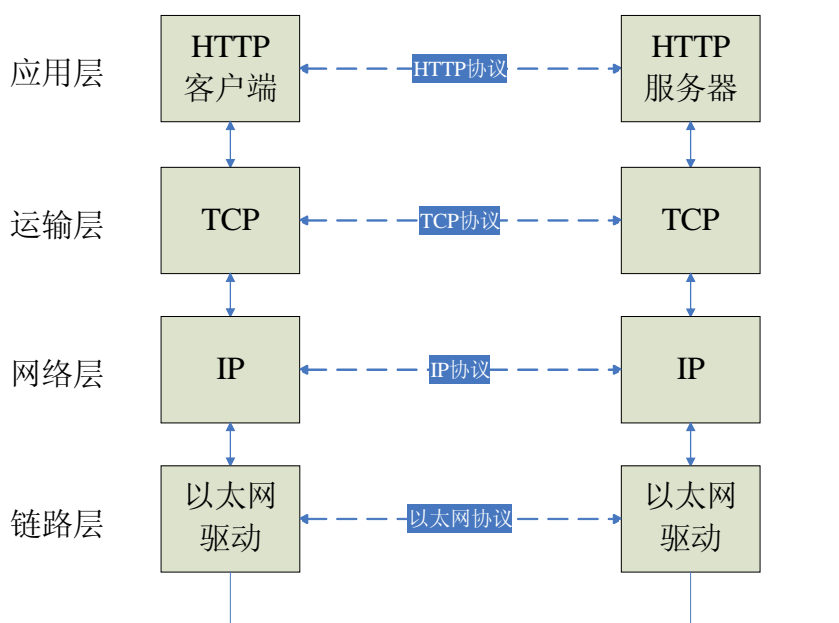 应用层
HTTP
客户端
HTTP协议
HTTP
服务器
运输层
TCP
TCP协议
TCP
网络层
IP
IP协议
IP
链路层
以太网
驱动
以太网协议
以太网
驱动